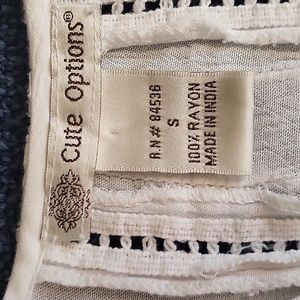 Cute Options®
R.N# 84536
S
100% RAYON
MADE IN INDIA